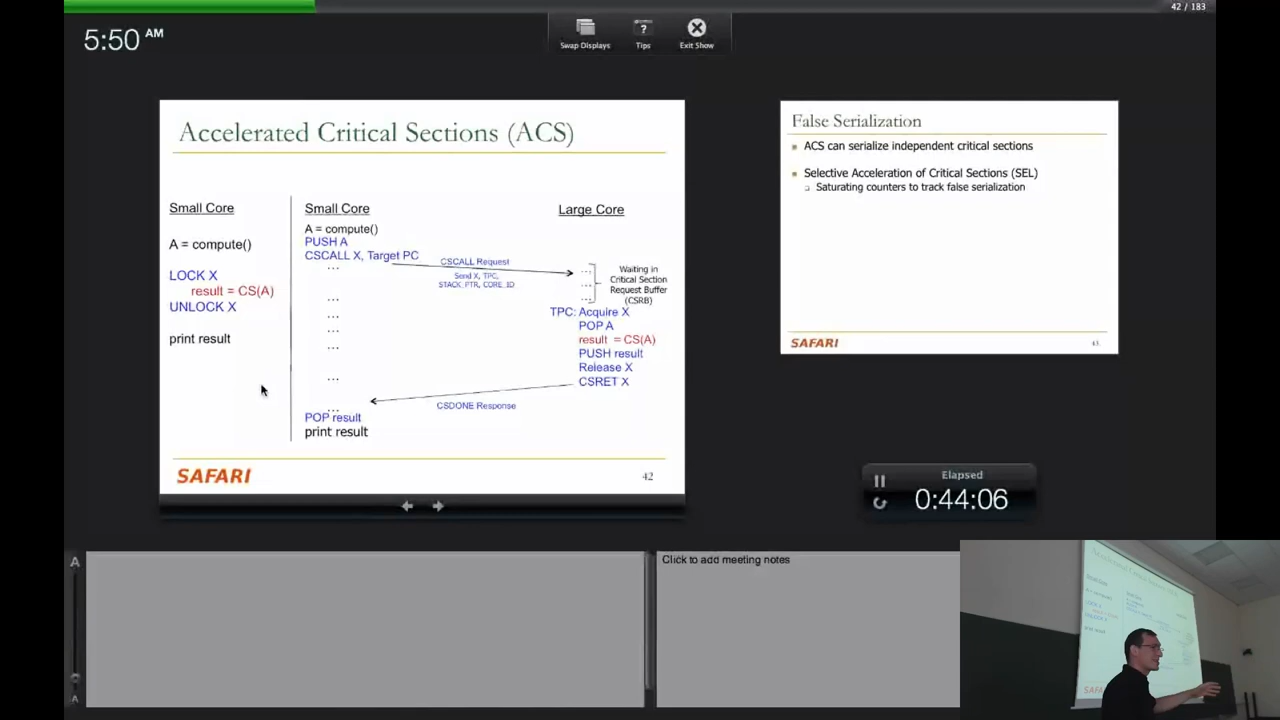 42 / 183
5:50 AM
Swap Displays
Tips
Exit Show
Accelerated Critical Sections (ACS)
Small Core
A = compute()
LOCK X
result = CS(A)
UNLOCK X
print result
Small Core
A = compute()
PUSH A
CSCALL X, Target PC
…
…
…
…
…
…
…
POP result
print result
CSCALL Request
Send X, TPC,
STACK_PTR, CORE_ID
CSDONE Response
Large Core
…
…
…
Waiting in
Critical Section
Request Buffer
(CSRB)
TPC: Acquire X
POP A
result = CS(A)
PUSH result
Release X
CSRET X
SAFARI
42
False Serialization
ACS can serialize independent critical sections
Selective Acceleration of Critical Sections (SEL)
Saturating counters to track false serialization
SAFARI
43
Elapsed
0:44:06
A
A
Click to add meeting notes